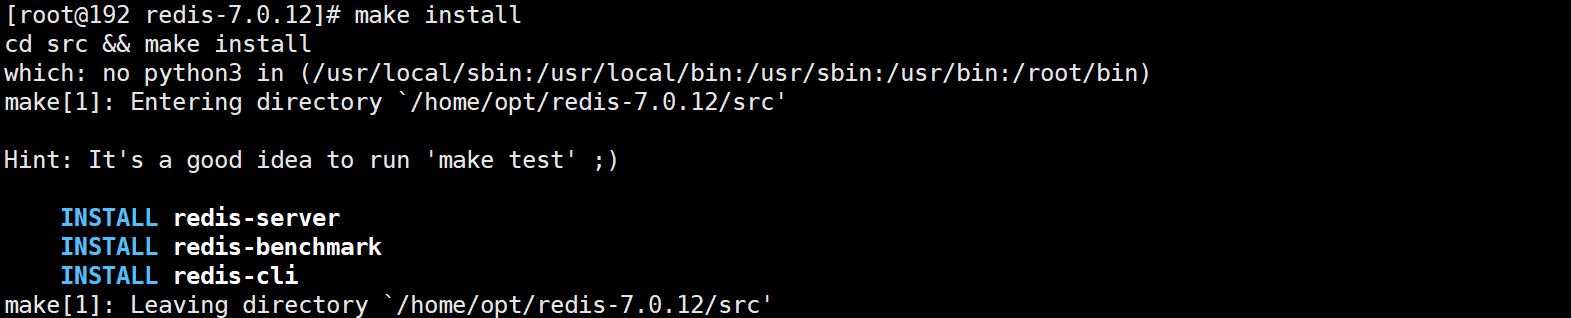 [root@192 redis-7.0.12]# make install
cd src && make install
which: no python3 in (/usr/local/sbin:/usr/local/bin:/usr/sbin:/usr/bin:/root/bin)
make[1]: Entering directory `/home/opt/redis-7.0.12/src'
Hint: It's a good idea to run 'make test' ;)
INSTALL redis-server
INSTALL redis-benchmark
INSTALL redis-cli
make[1]: Leaving directory `/home/opt/redis-7.0.12/src'